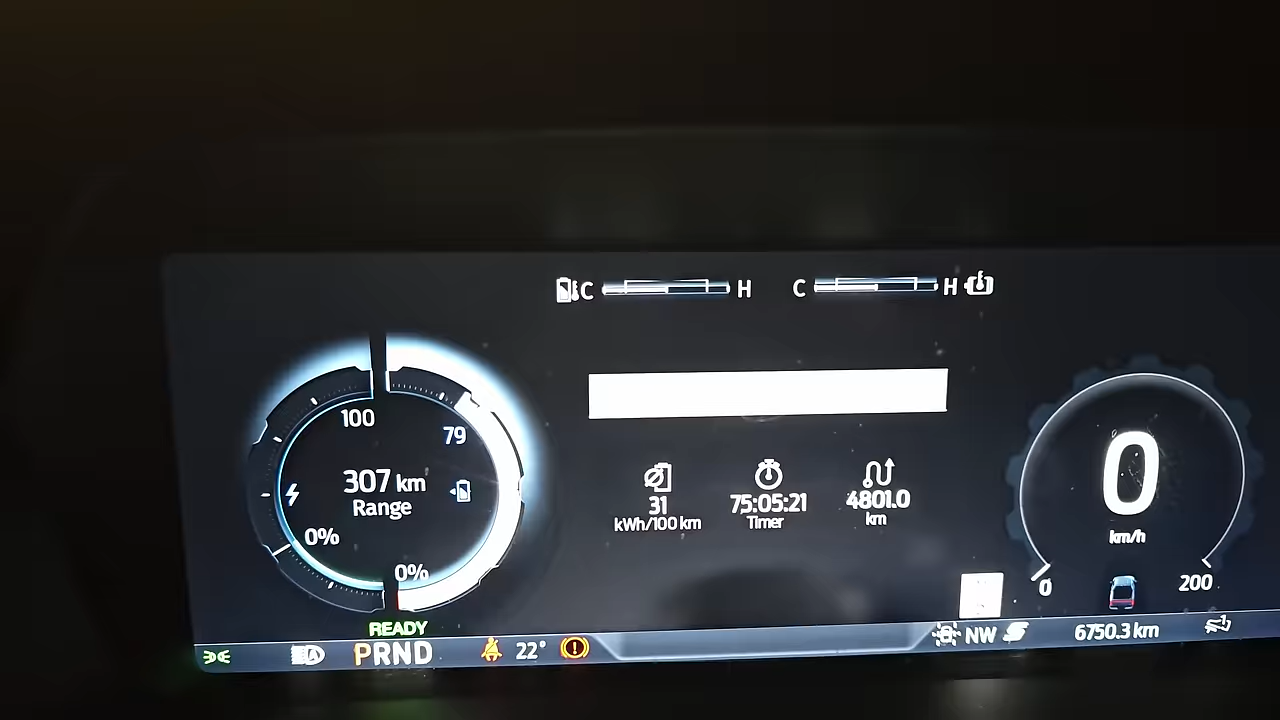 C H C H
100
79
307 km
Range
0%
0%
31
kWh/100 km
75:05:21
Timer
4801.0
km
0
km/h
0
200
READY
A
PRND
22°
!
NW
6750.3 km